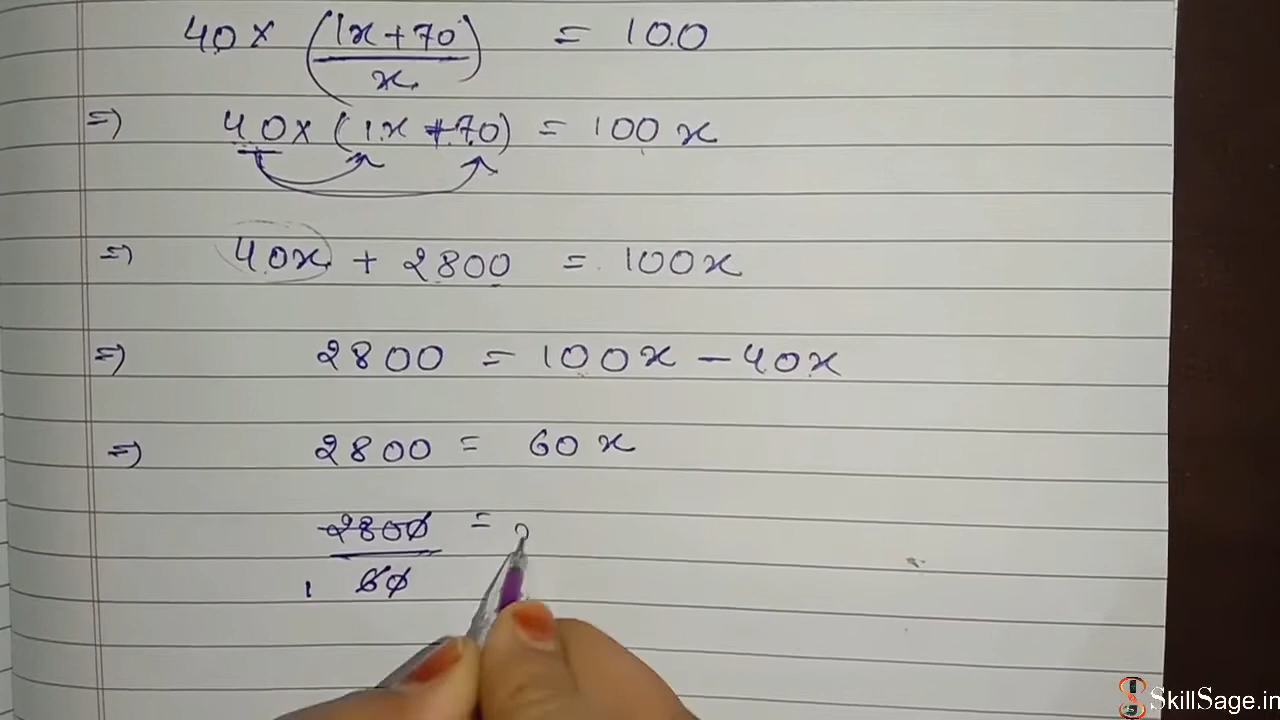 40 × (1x + 70 / x) = 100
⇒ 40 × (1x + 70) = 100x
⇒ 40x + 2800 = 100x
⇒ 2800 = 100x - 40x
⇒ 2800 = 60x
2800 / 60 =
1
SkillSage.in